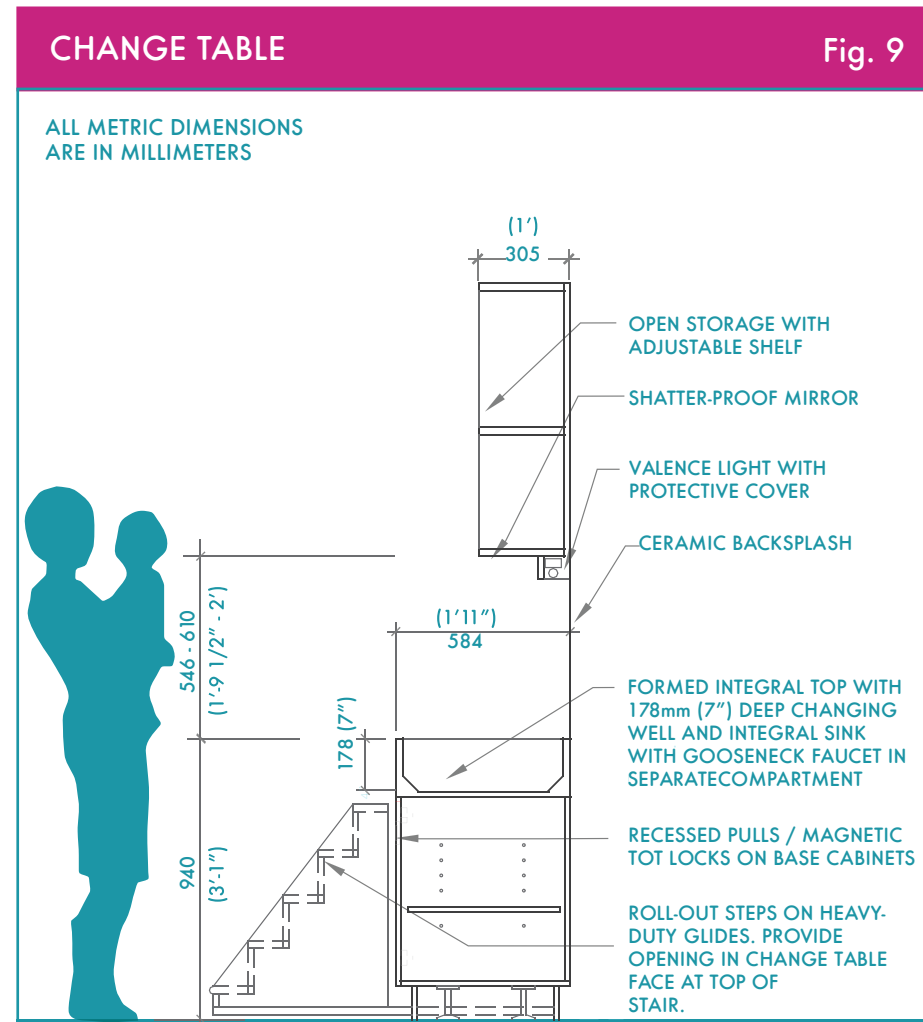 CHANGE TABLE
Fig. 9
ALL METRIC DIMENSIONS
ARE IN MILLIMETERS
(1')
305
OPEN STORAGE WITH
ADJUSTABLE SHELF
SHATTER-PROOF MIRROR
VALENCE LIGHT WITH
PROTECTIVE COVER
CERAMIC BACKSPLASH
546 - 610
(1'-9 1/2" - 2')
(1'11")
584
178 (7")
FORMED INTEGRAL TOP WITH
178mm (7") DEEP CHANGING
WELL AND INTEGRAL SINK
WITH GOOSENECK FAUCET IN
SEPARATECOMPARTMENT
940
(3'-1")
RECESSED PULLS / MAGNETIC
TOT LOCKS ON BASE CABINETS
ROLL-OUT STEPS ON HEAVY-
DUTY GLIDES. PROVIDE
OPENING IN CHANGE TABLE
FACE AT TOP OF
STAIR.